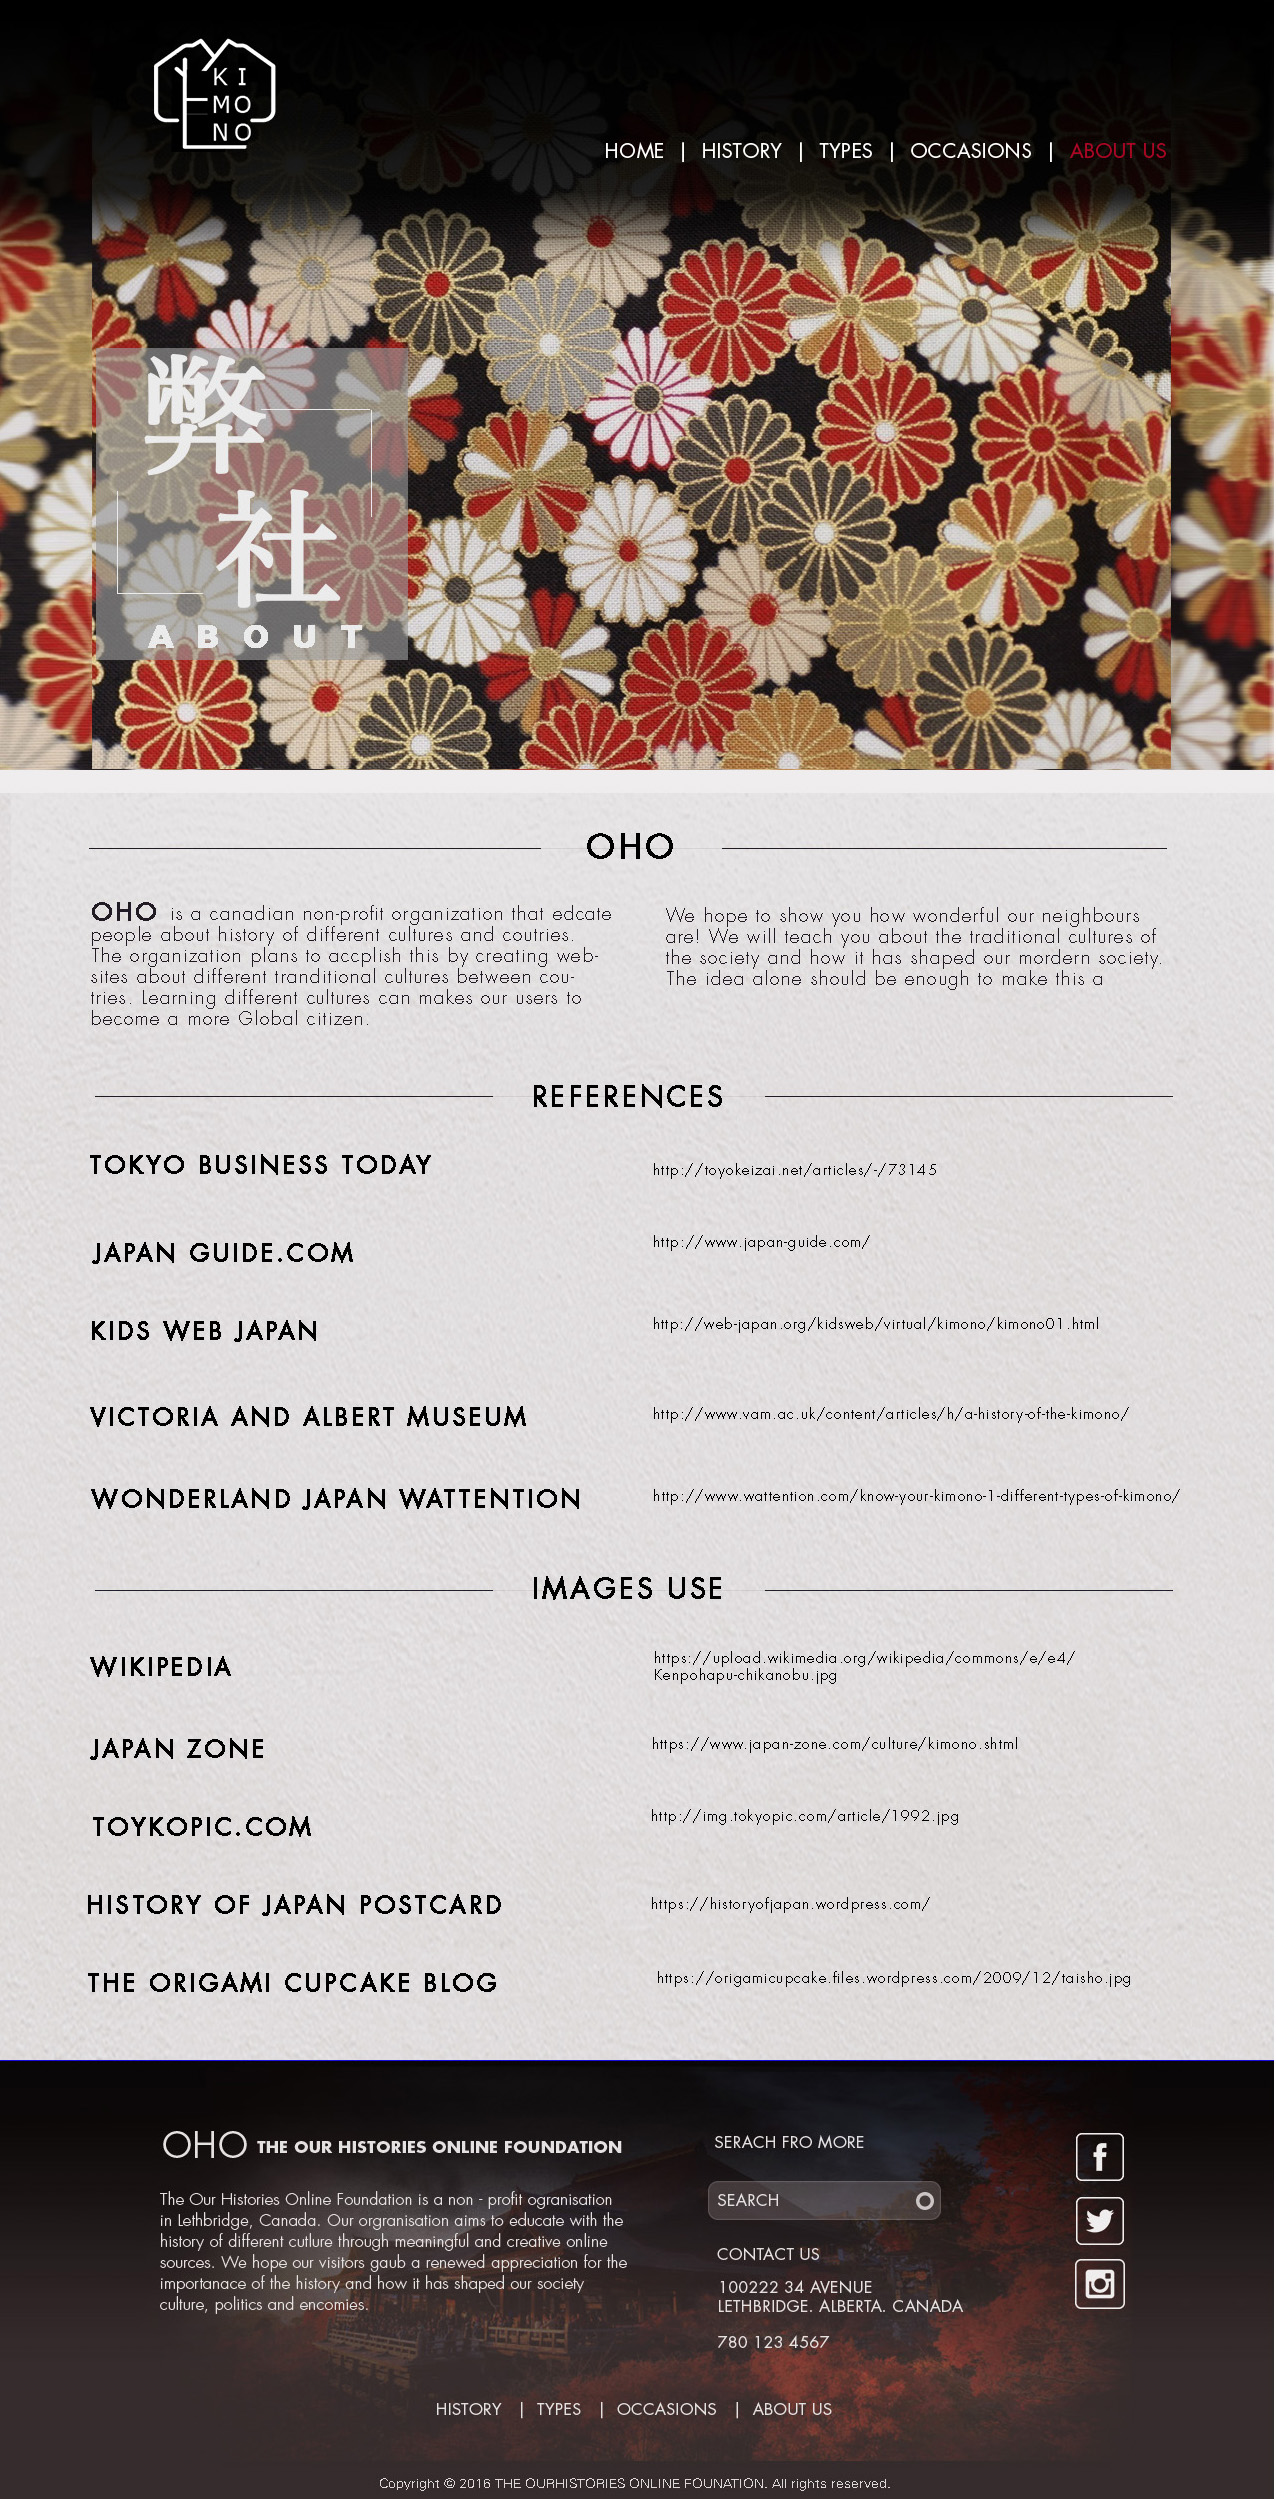 KI
MO
NO
HOME | HISTORY | TYPES | OCCASIONS | ABOUT US
弊
社
ABOUT
OHO
OHO is a canadian non-profit organization that edcate
people about history of different cultures and coutries.
The organization plans to accplish this by creating web-
sites about different tranditional cultures between cou-
tries. Learning different cultures can makes our users to
become a more Global citizen.
We hope to show you how wonderful our neighbours
are! We will teach you about the traditional cultures of
the society and how it has shaped our mordern society.
The idea alone should be enough to make this a
REFERENCES
TOKYO BUSINESS TODAY
http://toyokeizai.net/articles/-/73145
JAPAN GUIDE.COM
http://www.japan-guide.com/
KIDS WEB JAPAN
http://web-japan.org/kidsweb/virtual/kimono/kimono01.html
VICTORIA AND ALBERT MUSEUM
http://www.vam.ac.uk/content/articles/h/a-history-of-the-kimono/
WONDERLAND JAPAN WATTENTION
http://www.wattention.com/know-your-kimono-1-different-types-of-kimono/
IMAGES USE
WIKIPEDIA
https://upload.wikimedia.org/wikipedia/commons/e/e4/
Kenpohapu-chikanobu.jpg
JAPAN ZONE
https://www.japan-zone.com/culture/kimono.shtml
TOYKOPIC.COM
http://img.tokyopic.com/article/1992.jpg
HISTORY OF JAPAN POSTCARD
https://historyofjapan.wordpress.com/
THE ORIGAMI CUPCAKE BLOG
https://origamicupcake.files.wordpress.com/2009/12/taisho.jpg
OHO THE OUR HISTORIES ONLINE FOUNDATION
The Our Histories Online Foundation is a non - profit ogranisation
in Lethbridge, Canada. Our orgranisation aims to educate with the
history of different cutlure through meaningful and creative online
sources. We hope our visitors gaub a renewed appreciation for the
importanace of the history and how it has shaped our society
culture, politics and encomies.
SERACH FRO MORE
SEARCH
CONTACT US
100222 34 AVENUE
LETHBRIDGE. ALBERTA. CANADA
780 123 4567
HISTORY | TYPES | OCCASIONS | ABOUT US
Copyright © 2016 THE OURHISTORIES ONLINE FOUNATION. All rights reserved.